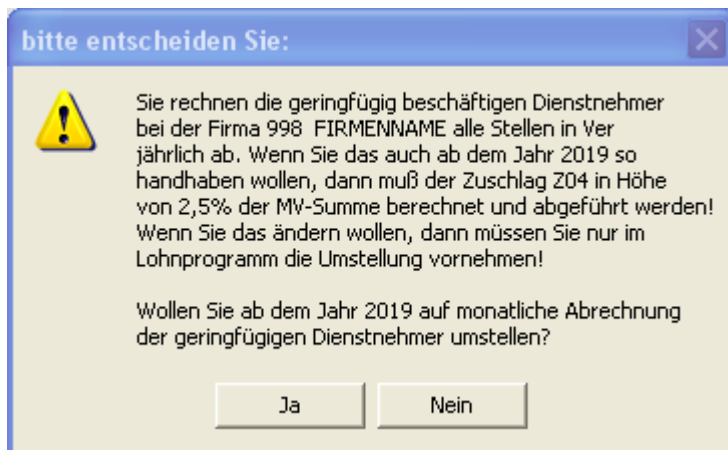 bitte entscheiden Sie:
Sie rechnen die geringfügig beschäftigen Dienstnehmer
bei der Firma 998  FIRMENNAME alle Stellen in Ver
jährlich ab. Wenn Sie das auch ab dem Jahr 2019 so
handhaben wollen, dann muß der Zuschlag Z04 in Höhe
von 2,5% der MV-Summe berechnet und abgeführt werden!
Wenn Sie das ändern wollen, dann müssen Sie nur im
Lohnprogramm die Umstellung vornehmen!
Wollen Sie ab dem Jahr 2019 auf monatliche Abrechnung
der geringfügigen Dienstnehmer umstellen?
Ja
Nein